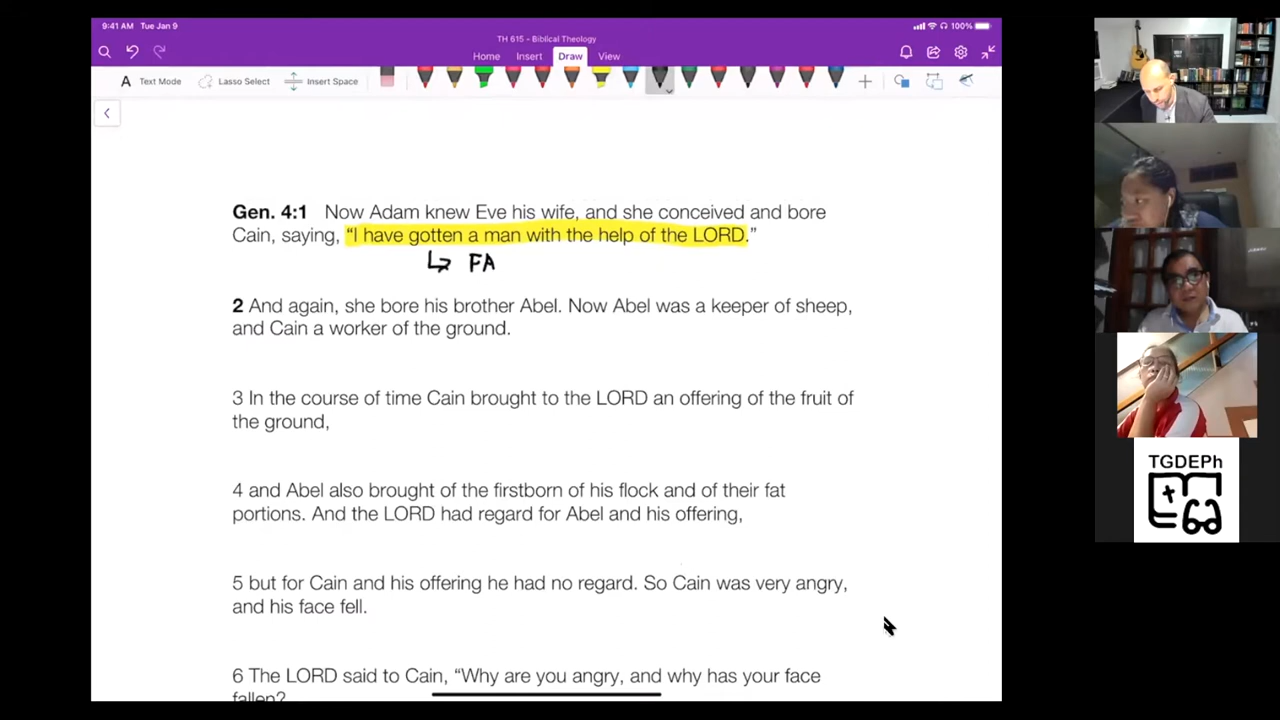 9:41 AM Tue Jan 9
100%
TH 615 - Biblical Theology
Home Insert Draw View
A Text Mode Lasso Select Insert Space
Gen. 4:1 Now Adam knew Eve his wife, and she conceived and bore
Cain, saying, “I have gotten a man with the help of the LORD.”
FA
2 And again, she bore his brother Abel. Now Abel was a keeper of sheep,
and Cain a worker of the ground.
3 In the course of time Cain brought to the LORD an offering of the fruit of
the ground,
4 and Abel also brought of the firstborn of his flock and of their fat
portions. And the LORD had regard for Abel and his offering,
5 but for Cain and his offering he had no regard. So Cain was very angry,
and his face fell.
6 The LORD said to Cain, “Why are you angry, and why has your face
fallen?
TGDEPh